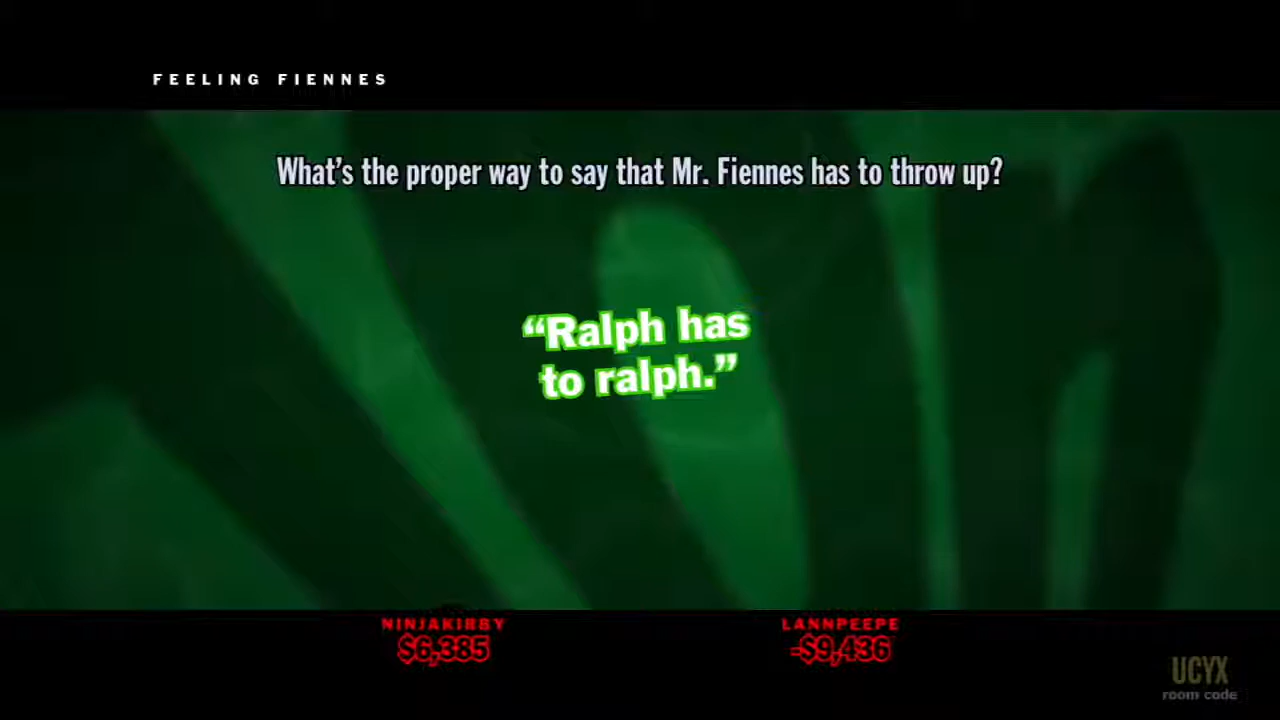 FEELING FIENNES
What's the proper way to say that Mr. Fiennes has to throw up?
“Ralph has
to ralph.”
NINJAKIRBY
$6,385
LANNPEEPE
-$9,436
UCYX
room code